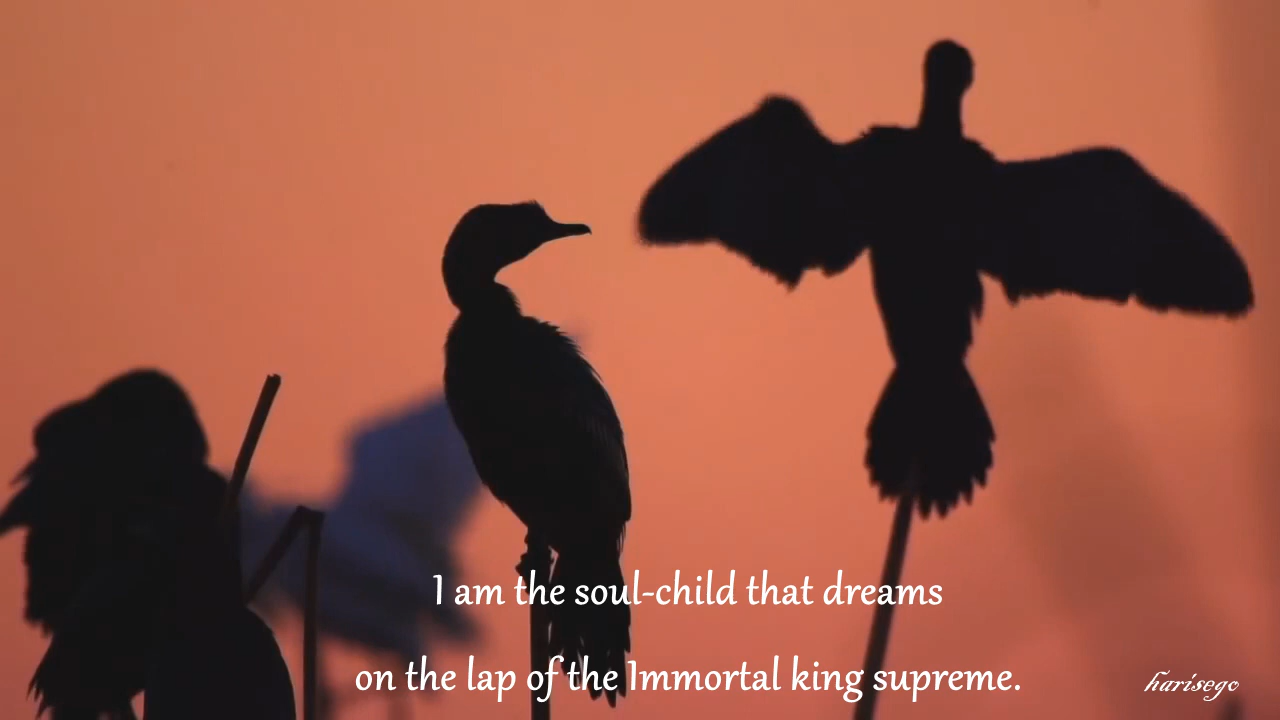 I am the soul-child that dreams
on the lap of the Immortal king supreme.
harisego